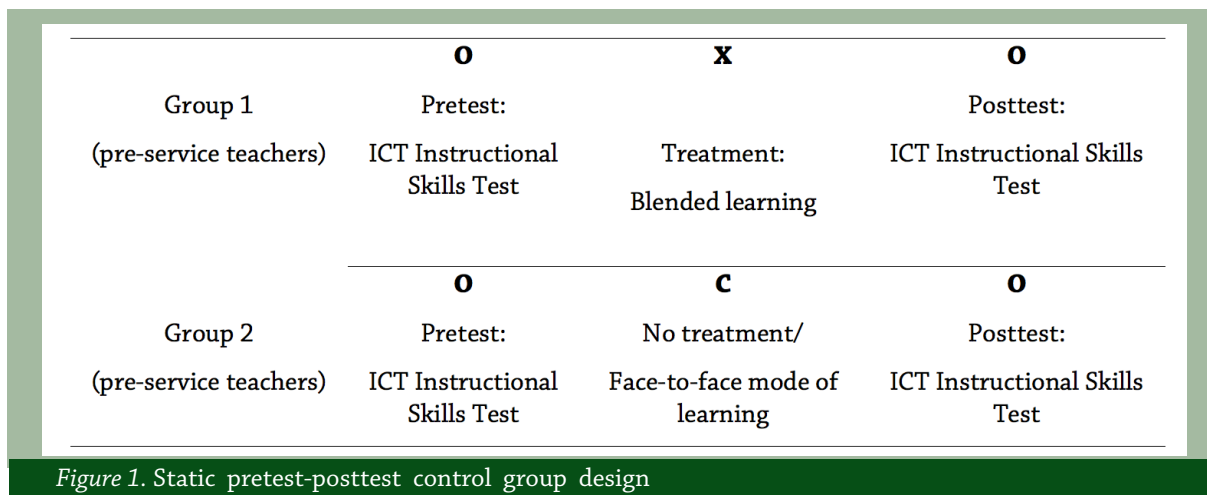 O X O
Group 1 Pretest: Posttest:
(pre-service teachers) ICT Instructional Treatment: ICT Instructional Skills
Skills Test Test
Blended learning
O C O
Group 2 Pretest: No treatment/ Posttest:
(pre-service teachers) ICT Instructional Face-to-face mode of ICT Instructional Skills
Skills Test learning Test
Figure 1. Static pretest-posttest control group design